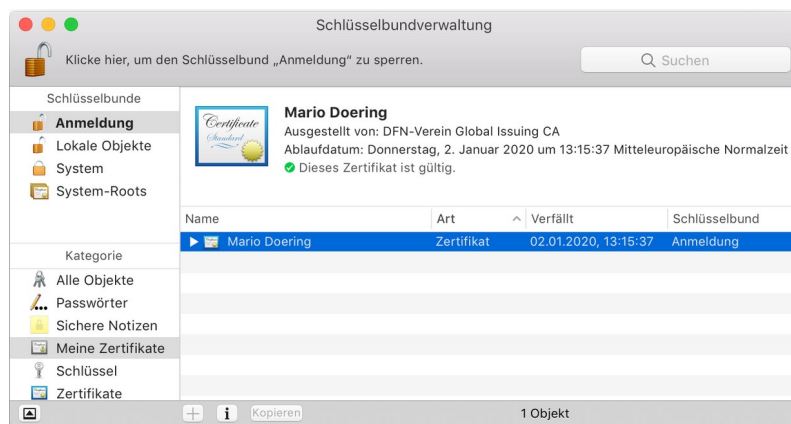 Schlüsselbundverwaltung
Klicke hier, um den Schlüsselbund „Anmeldung“ zu sperren.
Suchen
Schlüsselbunde
Anmeldung
Lokale Objekte
System
System-Roots
Certificate
Standard
Mario Doering
Ausgestellt von: DFN-Verein Global Issuing CA
Ablaufdatum: Donnerstag, 2. Januar 2020 um 13:15:37 Mitteleuropäische Normalzeit
Dieses Zertifikat ist gültig.
Name Art Verfällt Schlüsselbund
Mario Doering Zertifikat 02.01.2020, 13:15:37 Anmeldung
Kategorie
Alle Objekte
Passwörter
Sichere Notizen
Meine Zertifikate
Schlüssel
Zertifikate
+ i Kopieren 1 Objekt